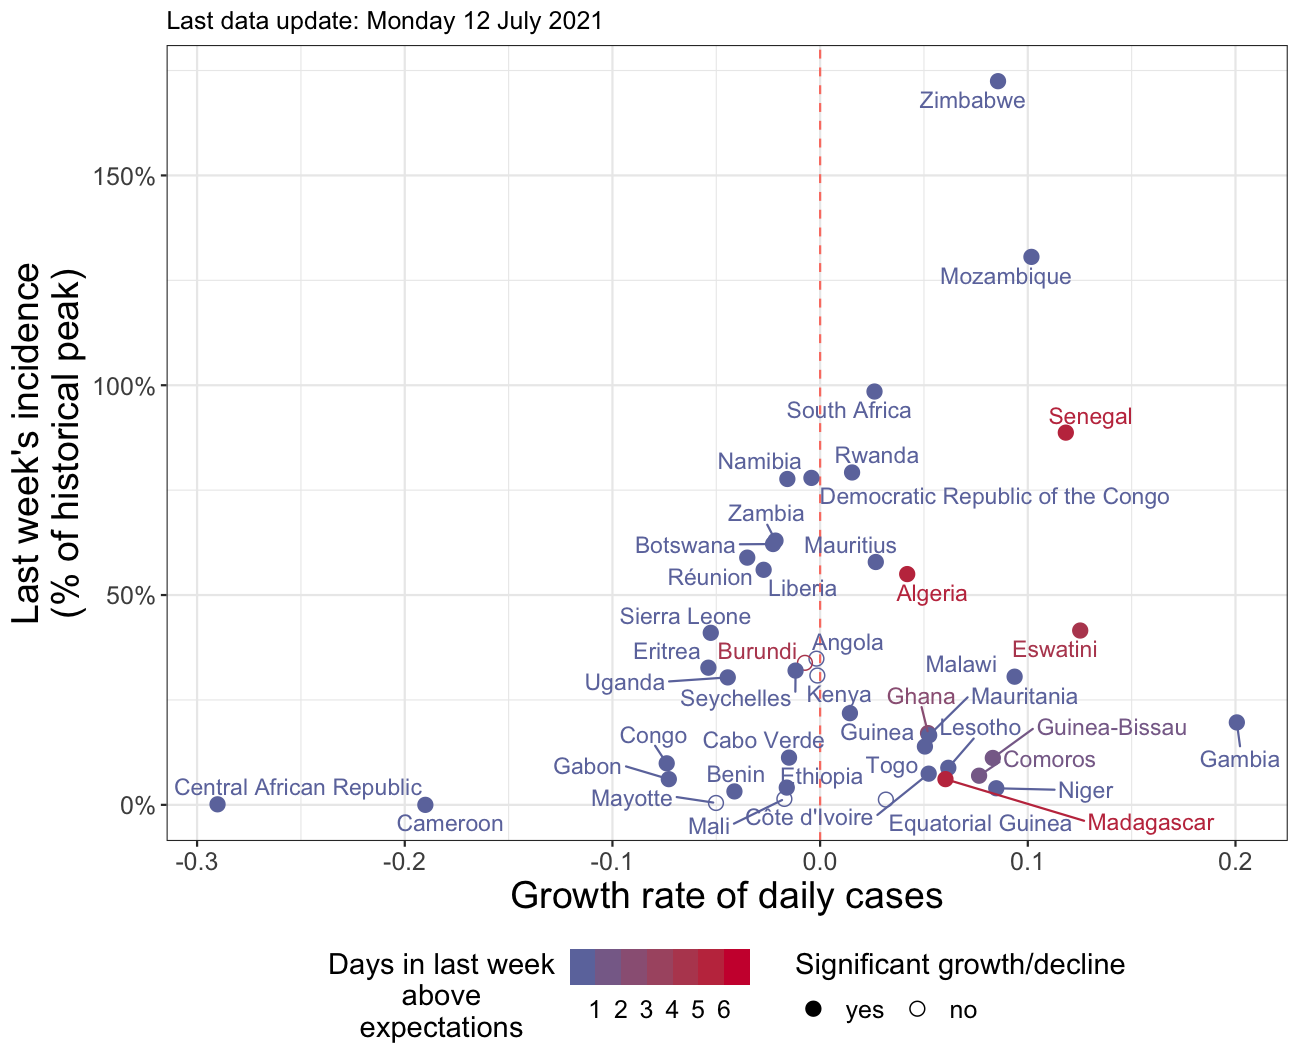 Last data update: Monday 12 July 2021
Last week's incidence
(% of historical peak)
150%
100%
50%
0%
Zimbabwe
Mozambique
South Africa
Senegal
Namibia
Rwanda
Democratic Republic of the Congo
Zambia
Botswana
Mauritius
Réunion
Liberia
Algeria
Sierra Leone
Eritrea
Burundi
Angola
Eswatini
Uganda
Seychelles
Kenya
Malawi
Ghana
Mauritania
Congo
Cabo Verde
Guinea
Lesotho
Guinea-Bissau
Gabon
Benin
Ethiopia
Togo
Comoros
Gambia
Central African Republic
Mayotte
Niger
Cameroon
Mali
Côte d'Ivoire
Equatorial Guinea
Madagascar
-0.3
-0.2
-0.1
0.0
0.1
0.2
Growth rate of daily cases
Days in last week
above
expectations
1 2 3 4 5 6
Significant growth/decline
yes
no